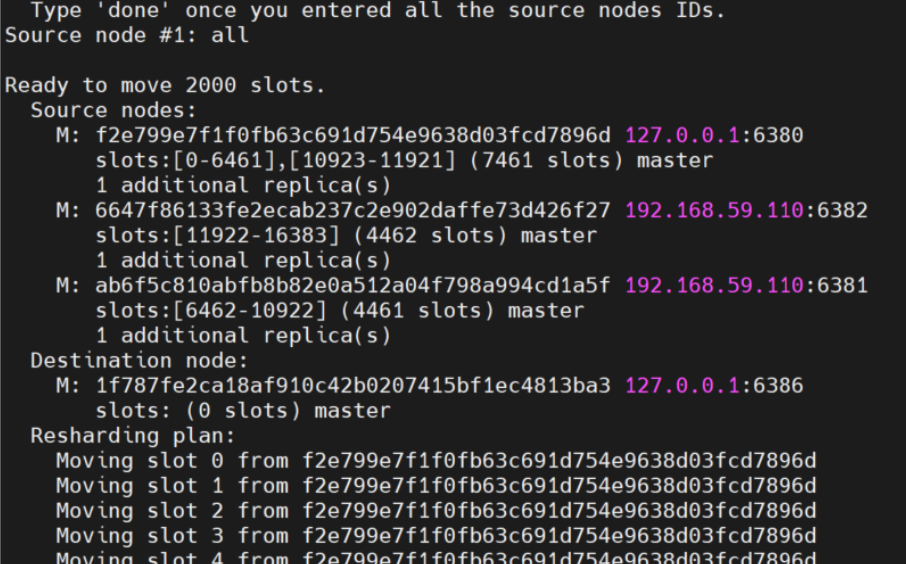 Type 'done' once you entered all the source nodes IDs.
Source node #1: all
Ready to move 2000 slots.
Source nodes:
M: f2e799e7f1f0fb63c691d754e9638d03fcd7896d 127.0.0.1:6380
slots:[0-6461],[10923-11921] (7461 slots) master
1 additional replica(s)
M: 6647f86133fe2ecab237c2e902daffe73d426f27 192.168.59.110:6382
slots:[11922-16383] (4462 slots) master
1 additional replica(s)
M: ab6f5c810abfb8b82e0a512a04f798a994cd1a5f 192.168.59.110:6381
slots:[6462-10922] (4461 slots) master
1 additional replica(s)
Destination node:
M: 1f787fe2ca18af910c42b0207415bf1ec4813ba3 127.0.0.1:6386
slots: (0 slots) master
Resharding plan:
Moving slot 0 from f2e799e7f1f0fb63c691d754e9638d03fcd7896d
Moving slot 1 from f2e799e7f1f0fb63c691d754e9638d03fcd7896d
Moving slot 2 from f2e799e7f1f0fb63c691d754e9638d03fcd7896d
Moving slot 3 from f2e799e7f1f0fb63c691d754e9638d03fcd7896d
Moving slot 4 from f2e799e7f1f0fb63c691d754e9638d03fcd7896d